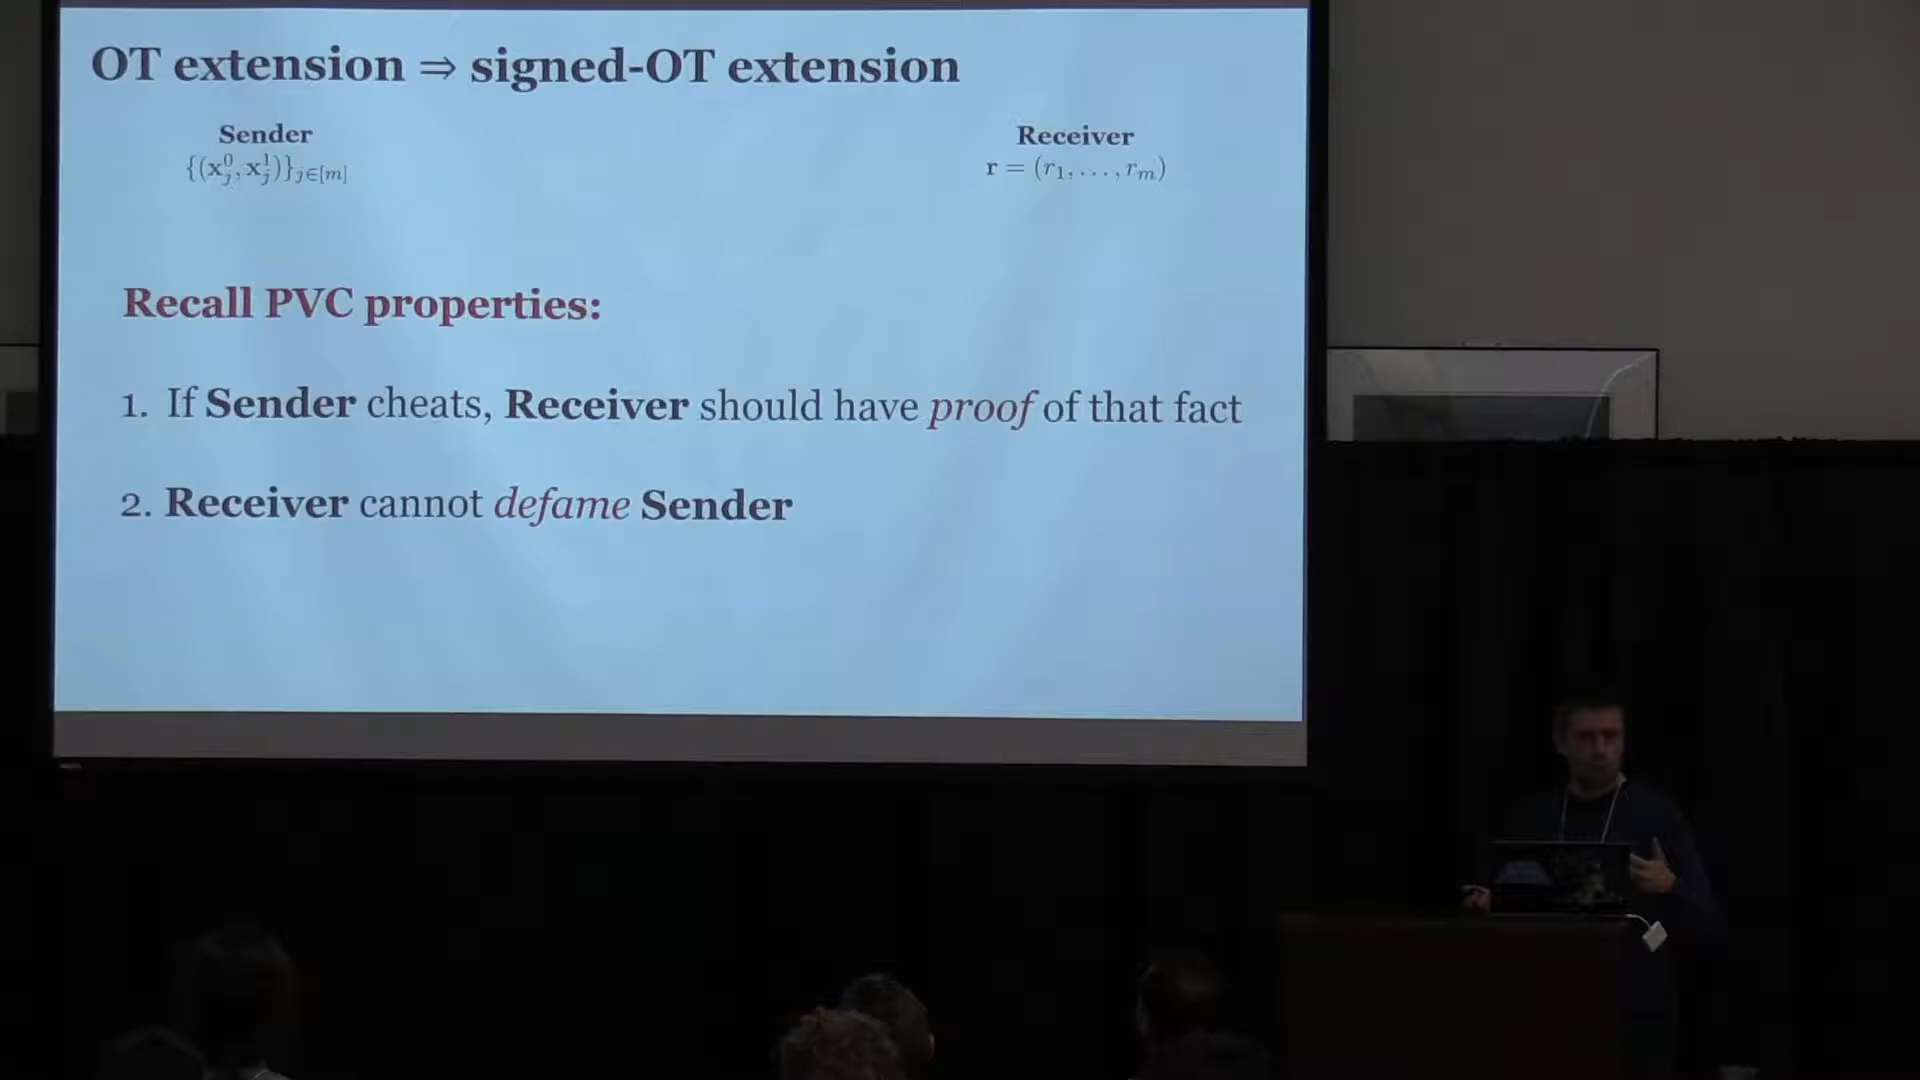 OT extension ⇒ signed-OT extension
Sender
Receiver
{(x_j^0, x_j^1)}_{j∈[m]}
r = (r_1, . . . , r_m)
Recall PVC properties:
1. If Sender cheats, Receiver should have proof of that fact
2. Receiver cannot defame Sender